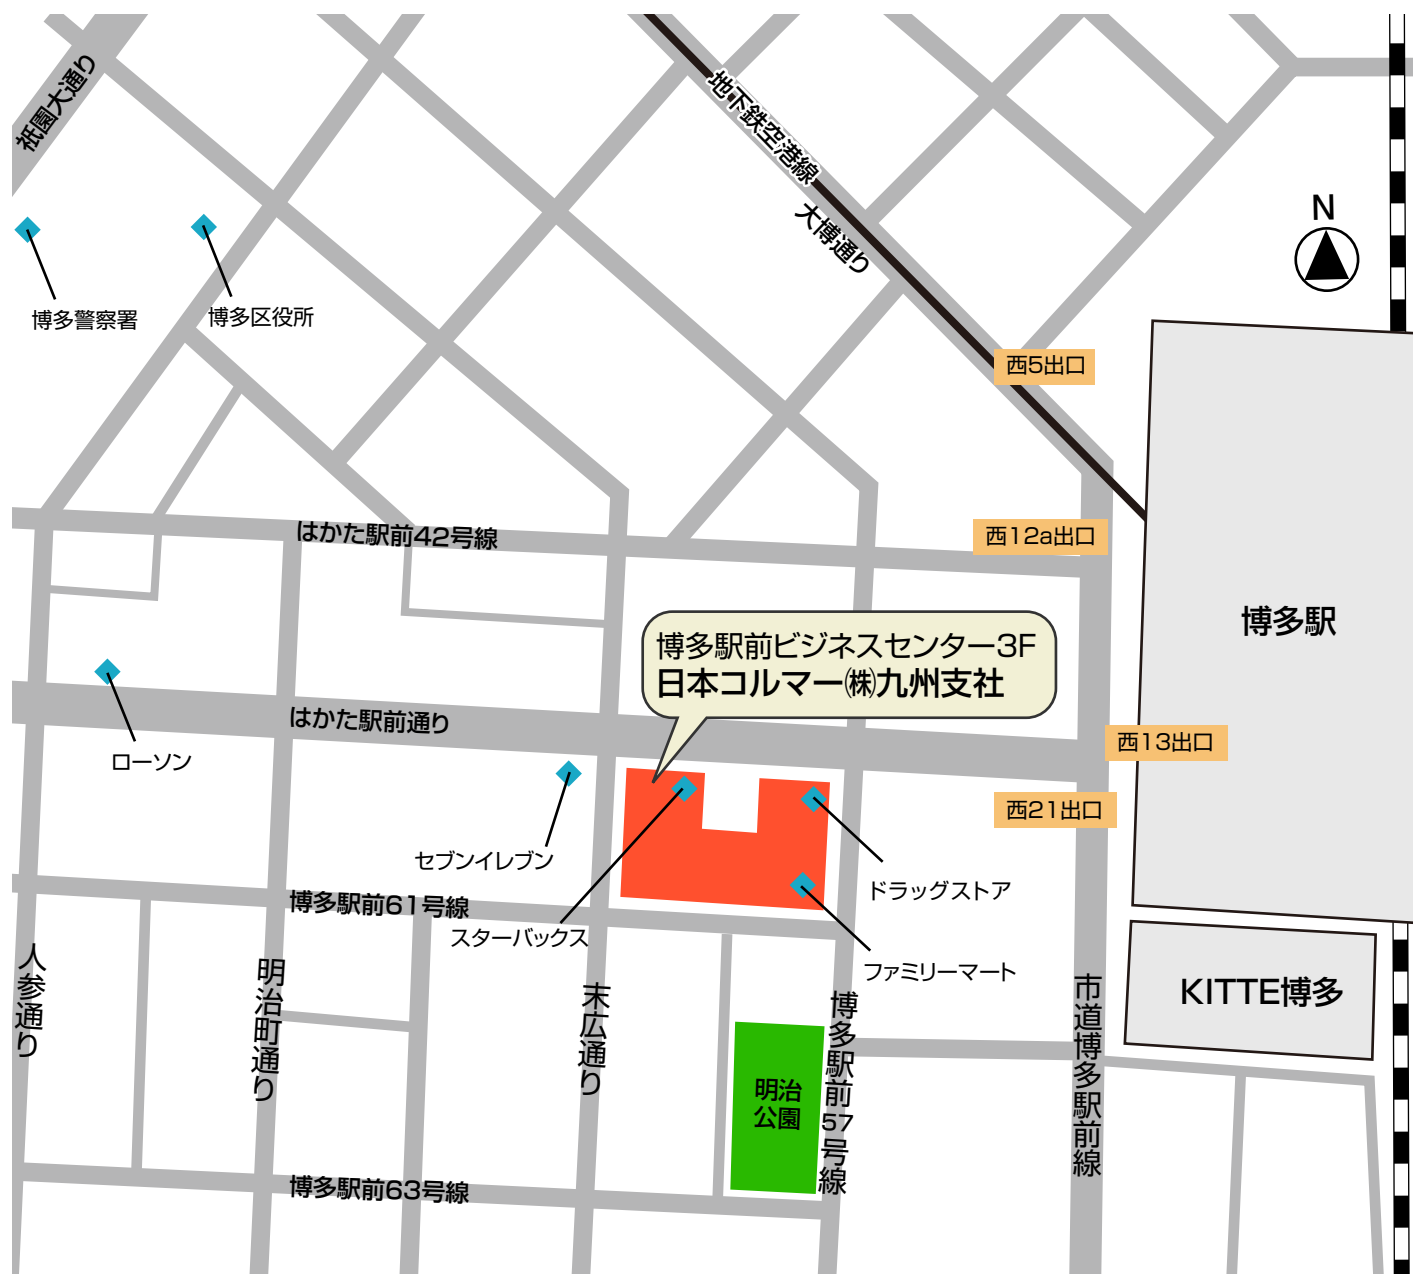 祇園大通り
地下鉄空港線
大博通り
N
博多警察署
博多区役所
西5出口
はかた駅前42号線
西12a出口
博多駅
博多駅前ビジネスセンター3F
日本コルマー㈱九州支社
はかた駅前通り
西13出口
ローソン
西21出口
セブンイレブン
ドラッグストア
博多駅前61号線
スターバックス
ファミリーマート
人参通り
明治町通り
末広通り
博多駅前57号線
市道博多駅前線
KITTE博多
明治
公園
博多駅前63号線